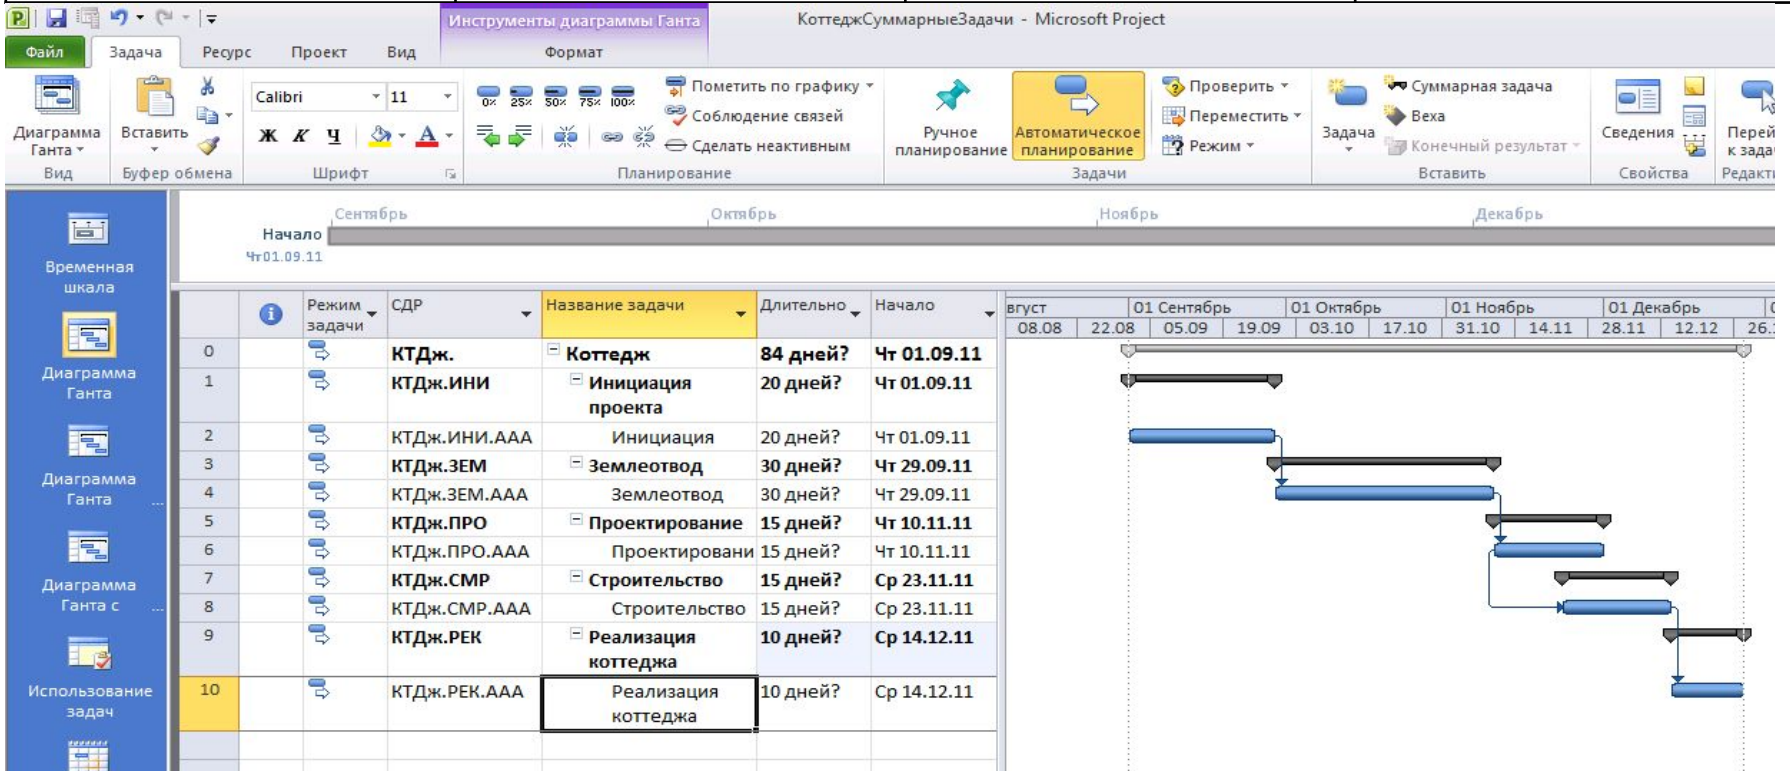 Инструменты диаграммы Ганта
КоттеджСуммарныеЗадачи - Microsoft Project
Файл Задача Ресурс Проект Вид Формат
Диаграмма Ганта
Вставить
Calibri 11
Ж К Ч
0% 25% 50% 75% 100%
Пометить по графику
Соблюдение связей
Сделать неактивным
Ручное планирование
Автоматическое планирование
Проверить
Переместить
Режим
Задача
Суммарная задача
Веха
Конечный результат
Сведения
Перей
к зада
Вид Буфер обмена Шрифт Планирование Задачи Вставить Свойства Редакти
Сентябрь Октябрь Ноябрь Декабрь
Начало
Чт 01.09.11
Временная
шкала
Диаграмма
Ганта
Диаграмма
Ганта ...
Диаграмма
Ганта с ...
Использование
задач
Режим задачи СДР Название задачи Длительно Начало
вгуст 01 Сентябрь 01 Октябрь 01 Ноябрь 01 Декабрь
08.08 22.08 05.09 19.09 03.10 17.10 31.10 14.11 28.11 12.12 26.
0 КТДж. Коттедж 84 дней? Чт 01.09.11
1 КТДж.ИНИ Инициация проекта 20 дней? Чт 01.09.11
2 КТДж.ИНИ.ААА Инициация 20 дней? Чт 01.09.11
3 КТДж.ЗЕМ Землеотвод 30 дней? Чт 29.09.11
4 КТДж.ЗЕМ.ААА Землеотвод 30 дней? Чт 29.09.11
5 КТДж.ПРО Проектирование 15 дней? Чт 10.11.11
6 КТДж.ПРО.ААА Проектировани 15 дней? Чт 10.11.11
7 КТДж.СМР Строительство 15 дней? Ср 23.11.11
8 КТДж.СМР.ААА Строительство 15 дней? Ср 23.11.11
9 КТДж.РЕК Реализация коттеджа 10 дней? Ср 14.12.11
10 КТДж.РЕК.ААА Реализация коттеджа 10 дней? Ср 14.12.11